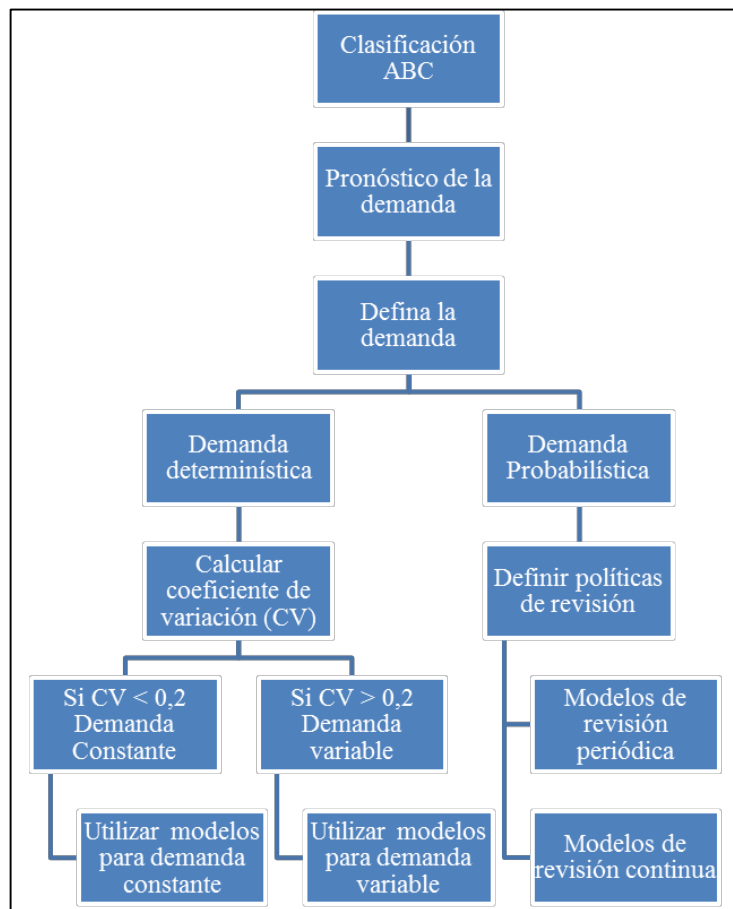 Clasificación
ABC
Pronóstico de la
demanda
Defina la
demanda
Demanda
determinística
Demanda
Probabilística
Calcular
coeficiente de
variación (CV)
Definir políticas
de revisión
Si CV < 0,2
Demanda
Constante
Si CV > 0,2
Demanda
variable
Modelos de
revisión
periódica
Utilizar modelos
para demanda
constante
Utilizar modelos
para demanda
variable
Modelos de
revisión continua